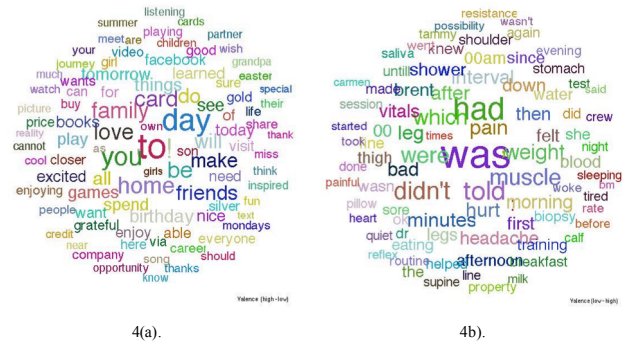 listening
summer cards
playing partner
meet are children
your video good wish
journey girl facebook grandpa
much wants tomorrow learned easter
watch can for things sure special
picture buy family card do see gold their
price books of life
reality love own day today share
cannot play as to ! will visit thank
cool closer you girls be make miss
excited all son need think
enjoying games home friends inspired
spend silver fun
people want birthday nice text
grateful enjoy able mondays
credit here via everyone
near career
company song should
opportunity thanks
know
Valence (high-low)
resistance
possibility wasn't
tammy again
went knew shoulder evening
saliva 00am since
untill shower interval stomach
carmen made brent after down test said
session vitals which had water did crew
started 00 leg times pain then felt she night
took line were was weight blood
thigh bad muscle sleeping
done wasn didn't told woke bm
painful tired
pillow sore ok hurt morning rate
heart minutes first biopsy before
quiet dr legs headache training calf
reflex eating
routine helpes afternoon breakfast
the supine line milk
property
Valence (low-high)
4(a).
4b).